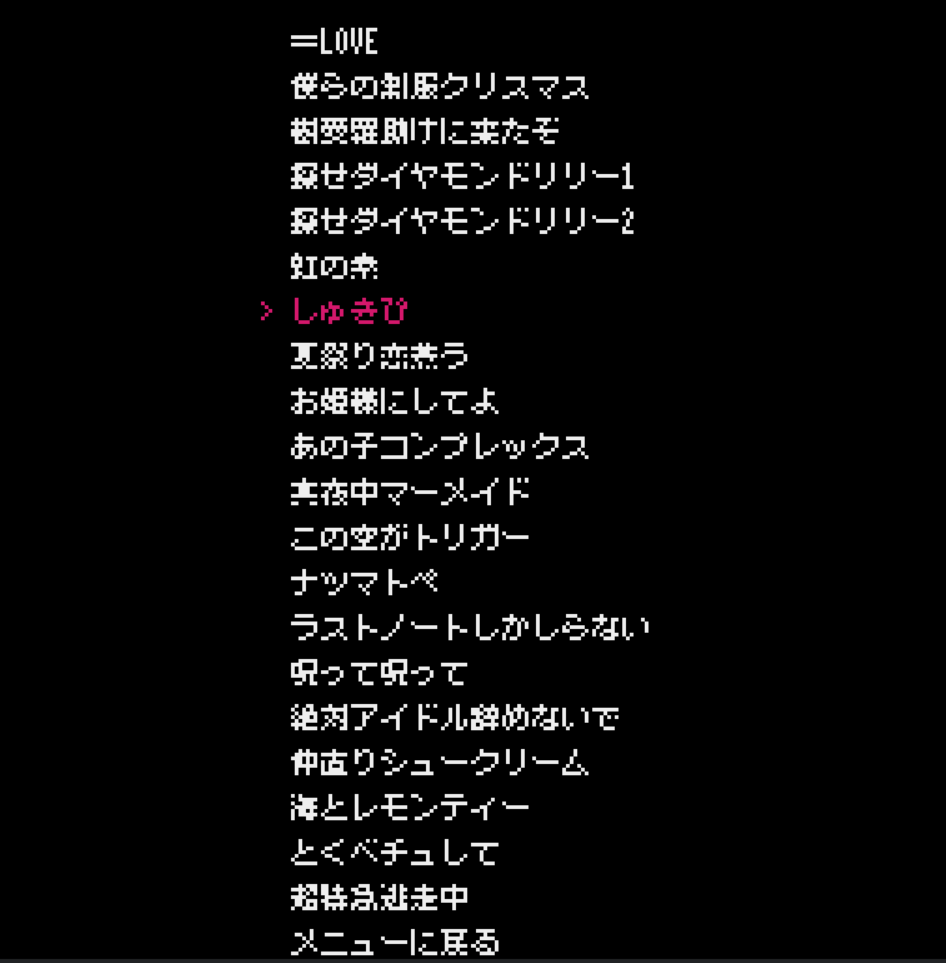 =LOVE
僕らの制服クリスマス
樹愛羅助けに来たぞ
探せダイヤモンドリリー1
探せダイヤモンドリリー2
虹の素
> しゅきぴ
夏祭り恋慕う
お姫様にしてよ
あの子コンプレックス
真夜中マーメイド
この空がトリガー
ナツマトペ
ラストノートしかしらない
呪って呪って
絶対アイドル辞めないで
仲直りシュークリーム
海とレモンティー
とくべチュして
超特急逃走中
メニューに戻る